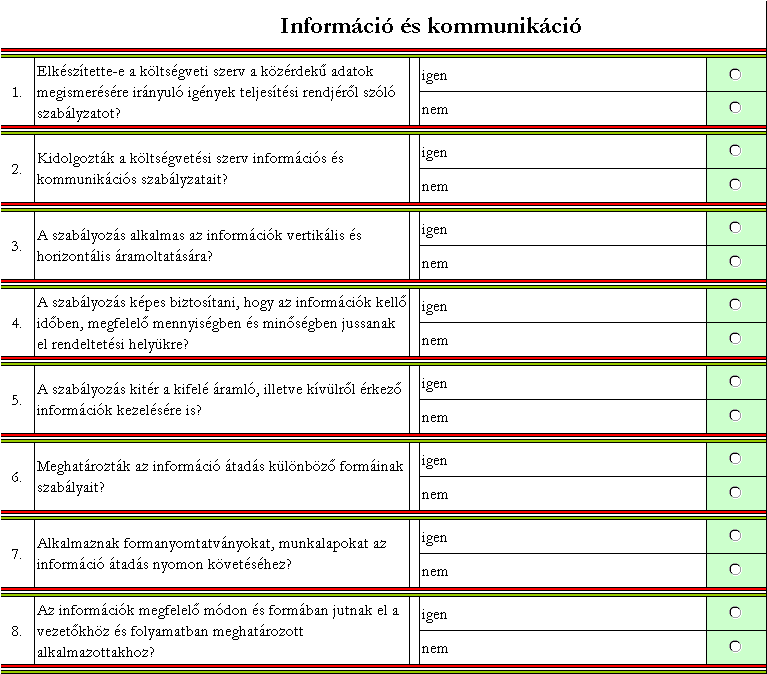 Információ és kommunikáció
1.
Elkészítette-e a költségveti szerv a közérdekű adatok
megismerésére irányuló igények teljesítési rendjéről szóló
szabályzatot?
igen
nem
2.
Kidolgozták a költségvetési szerv információs és
kommunikációs szabályzatait?
igen
nem
3.
A szabályozás alkalmas az információk vertikális és
horizontális áramoltatására?
igen
nem
4.
A szabályozás képes biztosítani, hogy az információk kellő
időben, megfelelő mennyiségben és minőségben jussanak
el rendeltetési helyükre?
igen
nem
5.
A szabályozás kitér a kifelé áramló, illetve kívülről érkező
információk kezelésére is?
igen
nem
6.
Meghatározták az információ átadás különböző formáinak
szabályait?
igen
nem
7.
Alkalmaznak formanyomtatványokat, munkalapokat az
információ átadás nyomon követéséhez?
igen
nem
8.
Az információk megfelelő módon és formában jutnak el a
vezetőkhöz és folyamatban meghatározott
alkalmazottakhoz?
igen
nem